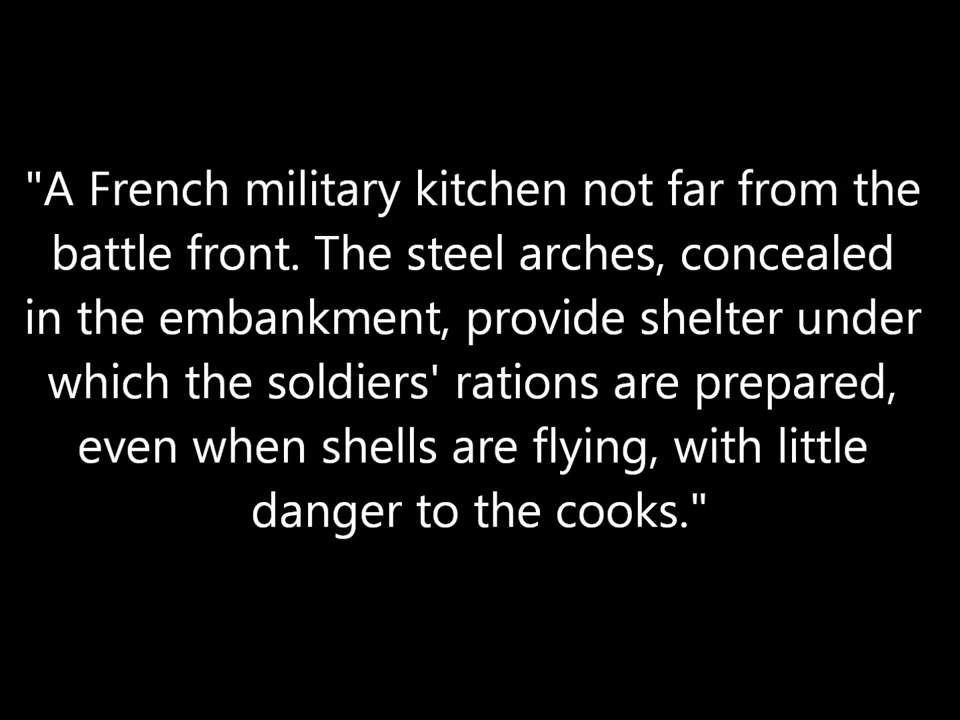 "A French military kitchen not far from the
battle front. The steel arches, concealed
in the embankment, provide shelter under
which the soldiers' rations are prepared,
even when shells are flying, with little
danger to the cooks."